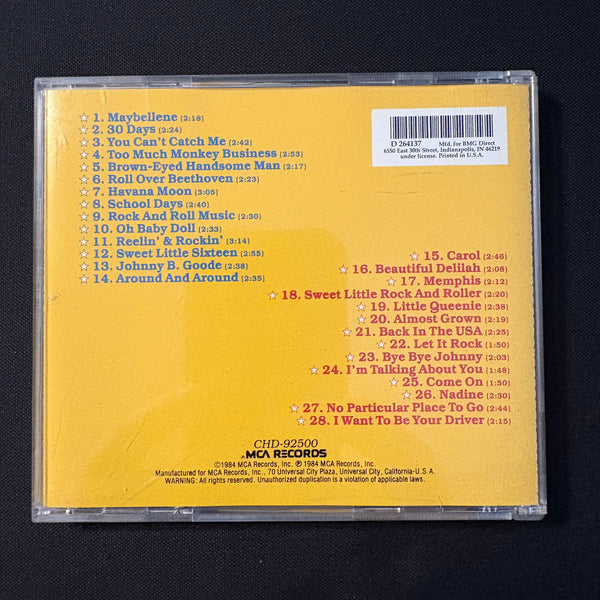 1. Maybellene (2:18)
2. 30 Days (2:24)
3. You Can't Catch Me (2:42)
4. Too Much Monkey Business (2:53)
5. Brown-Eyed Handsome Man (2:15)
6. Roll Over Beethoven (2:23)
7. Havana Moon (3:05)
8. School Days (2:40)
9. Rock And Roll Music (2:30)
10. Oh Baby Doll (2:33)
11. Reelin' & Rockin' (3:14)
12. Sweet Little Sixteen (2:55)
13. Johnny B. Goode (2:38)
14. Around And Around (2:35)
D 264137 Mfd. for BMG Direct
6550 East 30th Street, Indianapolis, IN 46219
under license. Printed in U.S.A.
15. Carol (2:46)
16. Beautiful Delilah (2:08)
17. Memphis (2:12)
18. Sweet Little Rock And Roller (2:20)
19. Little Queenie (2:38)
20. Almost Grown (2:19)
21. Back In The USA (2:25)
22. Let It Rock (1:50)
23. Bye Bye Johnny (2:03)
24. I'm Talking About You (1:48)
25. Come On (1:50)
26. Nadine (2:30)
27. No Particular Place To Go (2:44)
28. I Want To Be Your Driver (2:15)
CHD-92500
MCA RECORDS
©1984 MCA Records, Inc. ℗ 1984 MCA Records, Inc.
Manufactured for MCA Records, Inc., 70 Universal City Plaza, Universal City, California-U.S.A.
WARNING: All rights reserved. Unauthorized duplication is a violation of applicable laws.